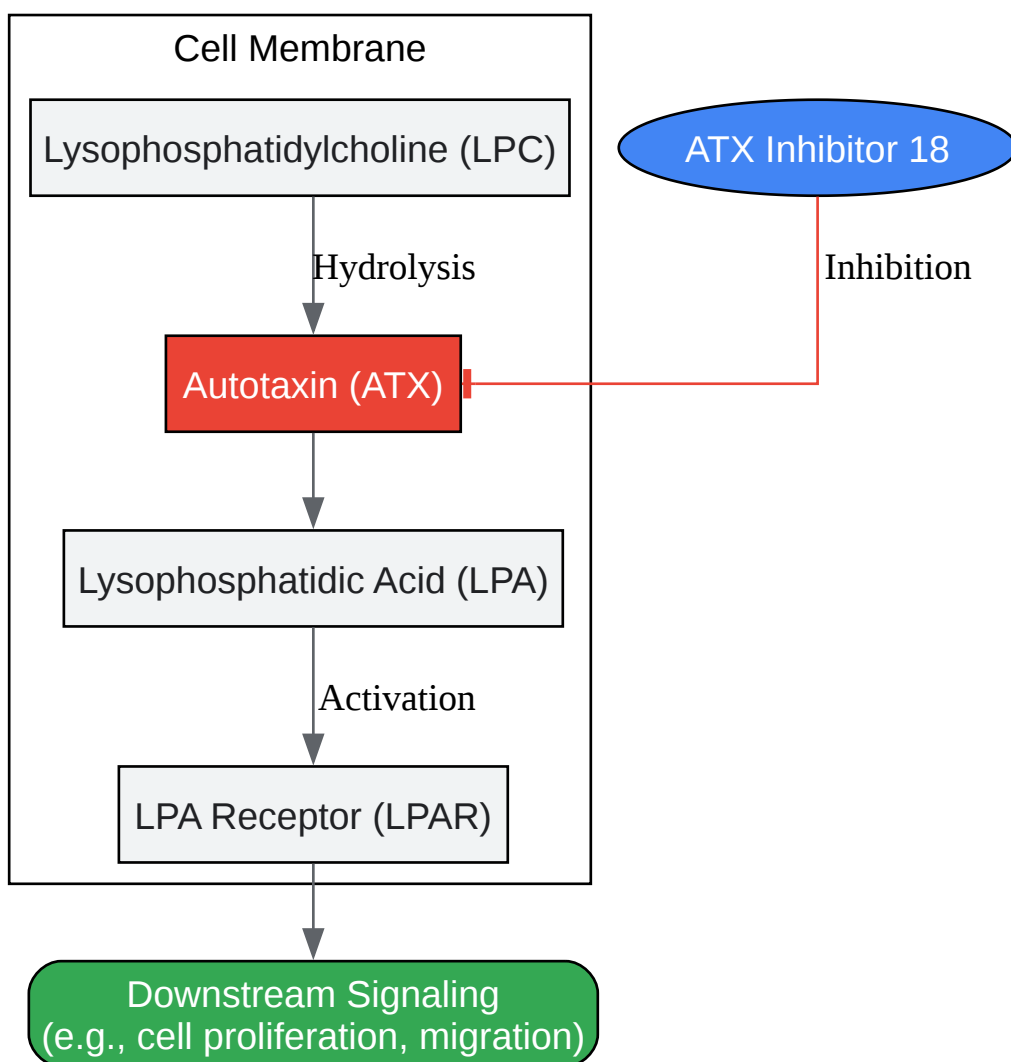 Cell Membrane
Lysophosphatidylcholine (LPC)
ATX Inhibitor 18
Hydrolysis
Inhibition
Autotaxin (ATX)
Lysophosphatidic Acid (LPA)
Activation
LPA Receptor (LPAR)
Downstream Signaling
(e.g., cell proliferation, migration)